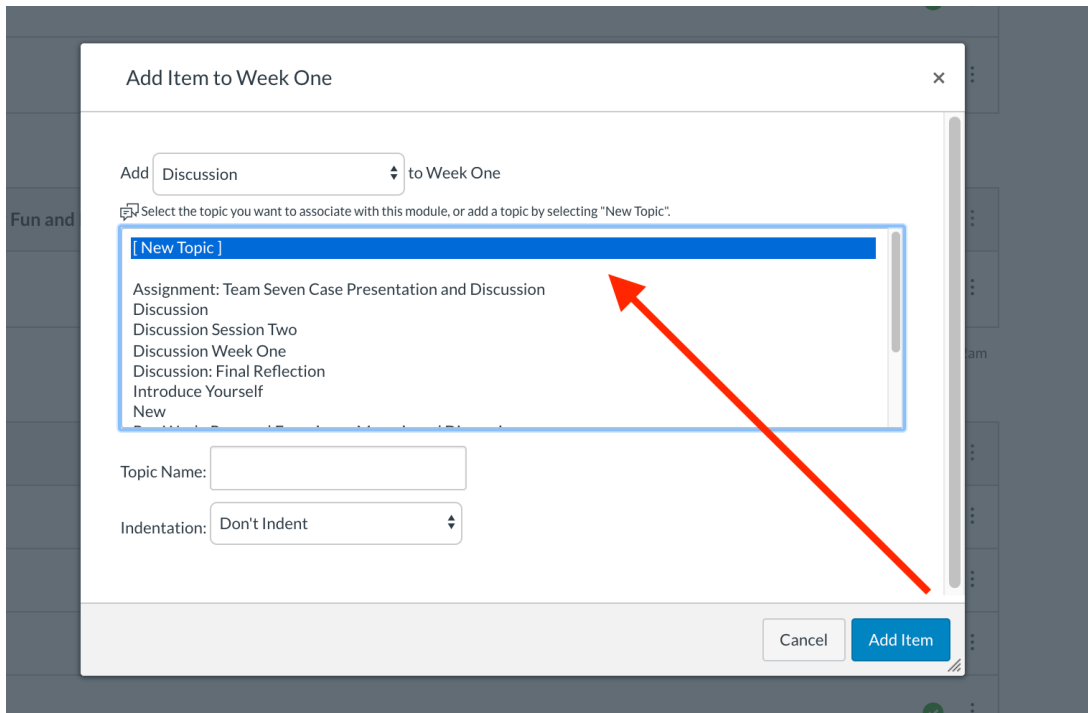 Add Item to Week One ×
Add Discussion to Week One
Select the topic you want to associate with this module, or add a topic by selecting "New Topic".
[ New Topic ]
Assignment: Team Seven Case Presentation and Discussion
Discussion
Discussion Session Two
Discussion Week One
Discussion: Final Reflection
Introduce Yourself
New
Topic Name:
Indentation: Don't Indent
Cancel Add Item
Fun and
am